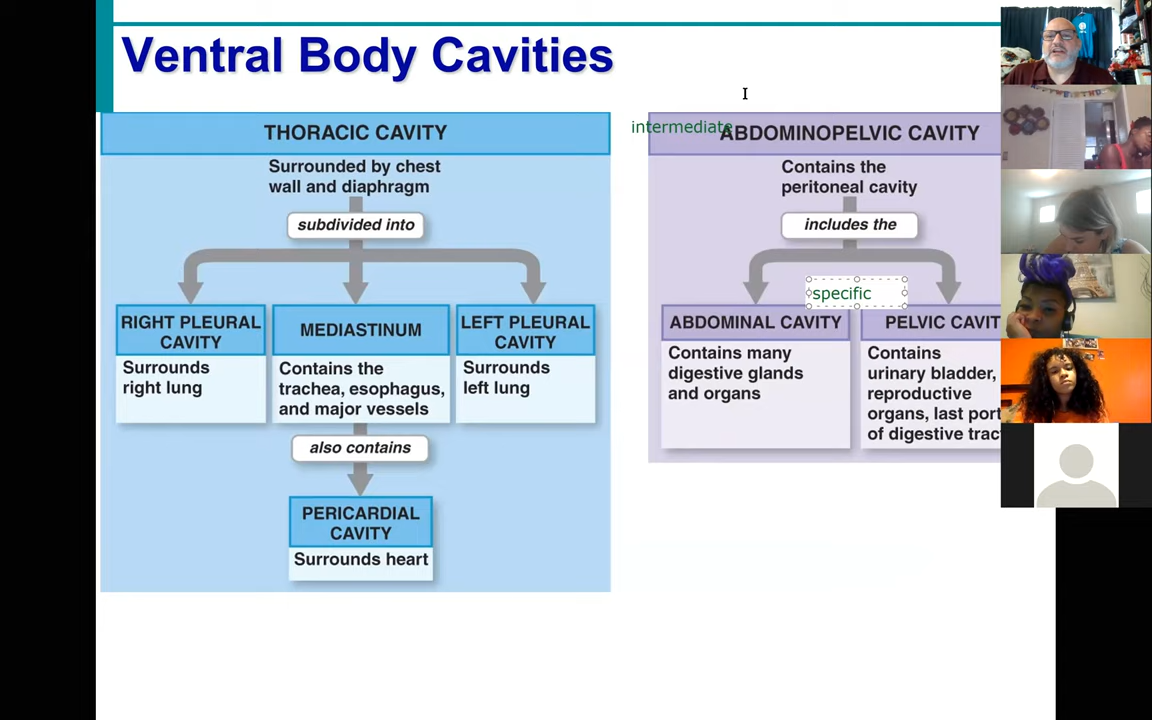 Ventral Body Cavities
THORACIC CAVITY
Surrounded by chest
wall and diaphragm
subdivided into
RIGHT PLEURAL
CAVITY
Surrounds
right lung
MEDIASTINUM
Contains the
trachea, esophagus,
and major vessels
LEFT PLEURAL
CAVITY
Surrounds
left lung
also contains
PERICARDIAL
CAVITY
Surrounds heart
intermediate
ABDOMINOPELVIC CAVITY
Contains the
peritoneal cavity
includes the
specific
ABDOMINAL CAVITY
Contains many
digestive glands
and organs
PELVIC CAVIT
Contains
urinary bladder,
reproductive
organs, last port
of digestive trac